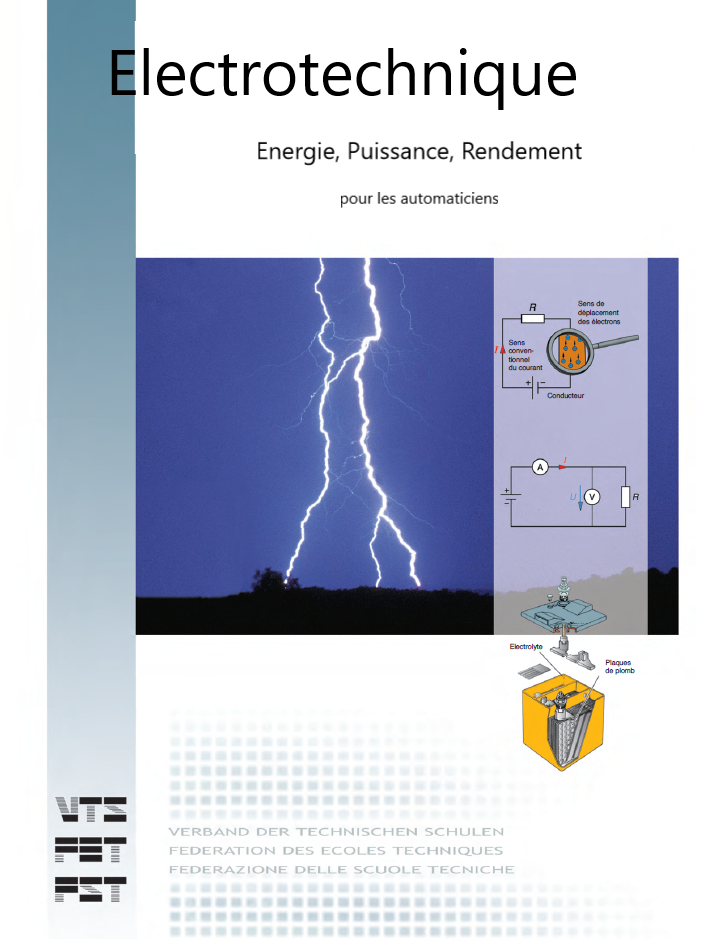 Electrotechnique
Energie, Puissance, Rendement
pour les automaticiens
R
Sens de
déplacement
des électrons
I
Sens
conven-
tionnel
du courant
+ −
Conducteur
A
I
+
−
U
V
R
Electrolyte
Plaques
de plomb
VTS
FET
FST
VERBAND DER TECHNISCHEN SCHULEN
FEDERATION DES ECOLES TECHNIQUES
FEDERAZIONE DELLE SCUOLE TECNICHE